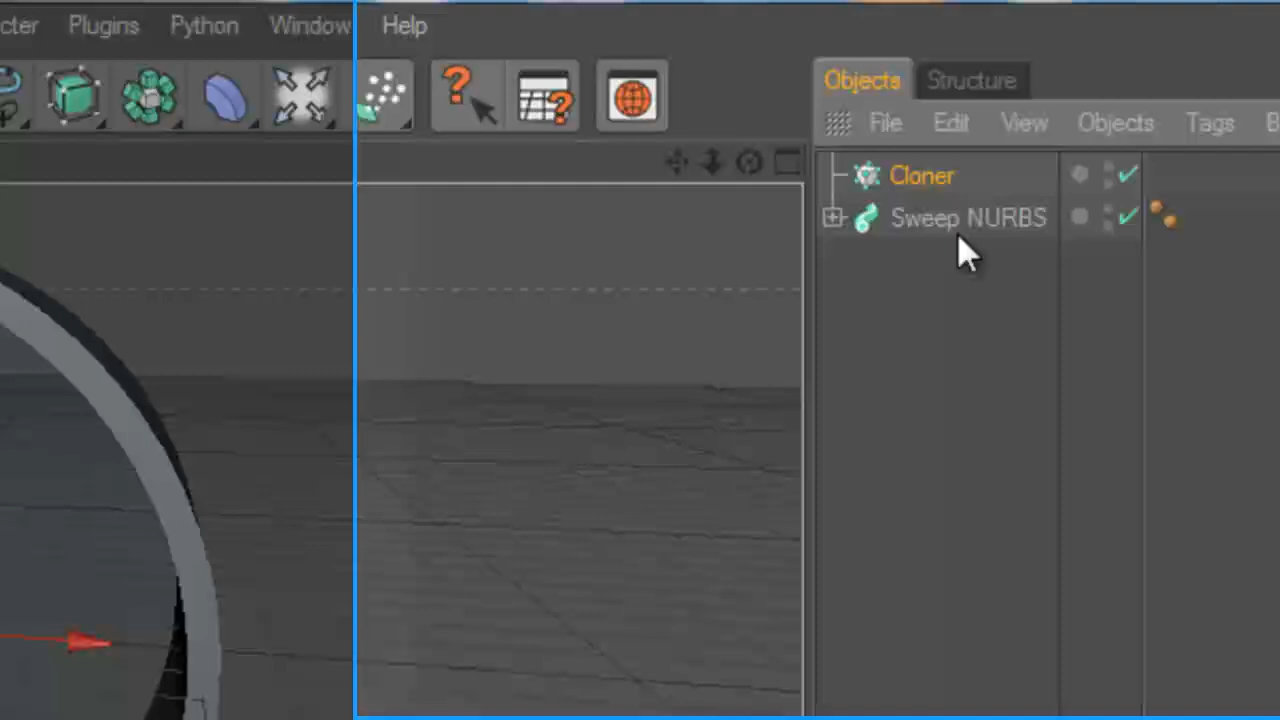 cter Plugins Python Window Help
Objects Structure
File Edit View Objects Tags B
Cloner
Sweep NURBS